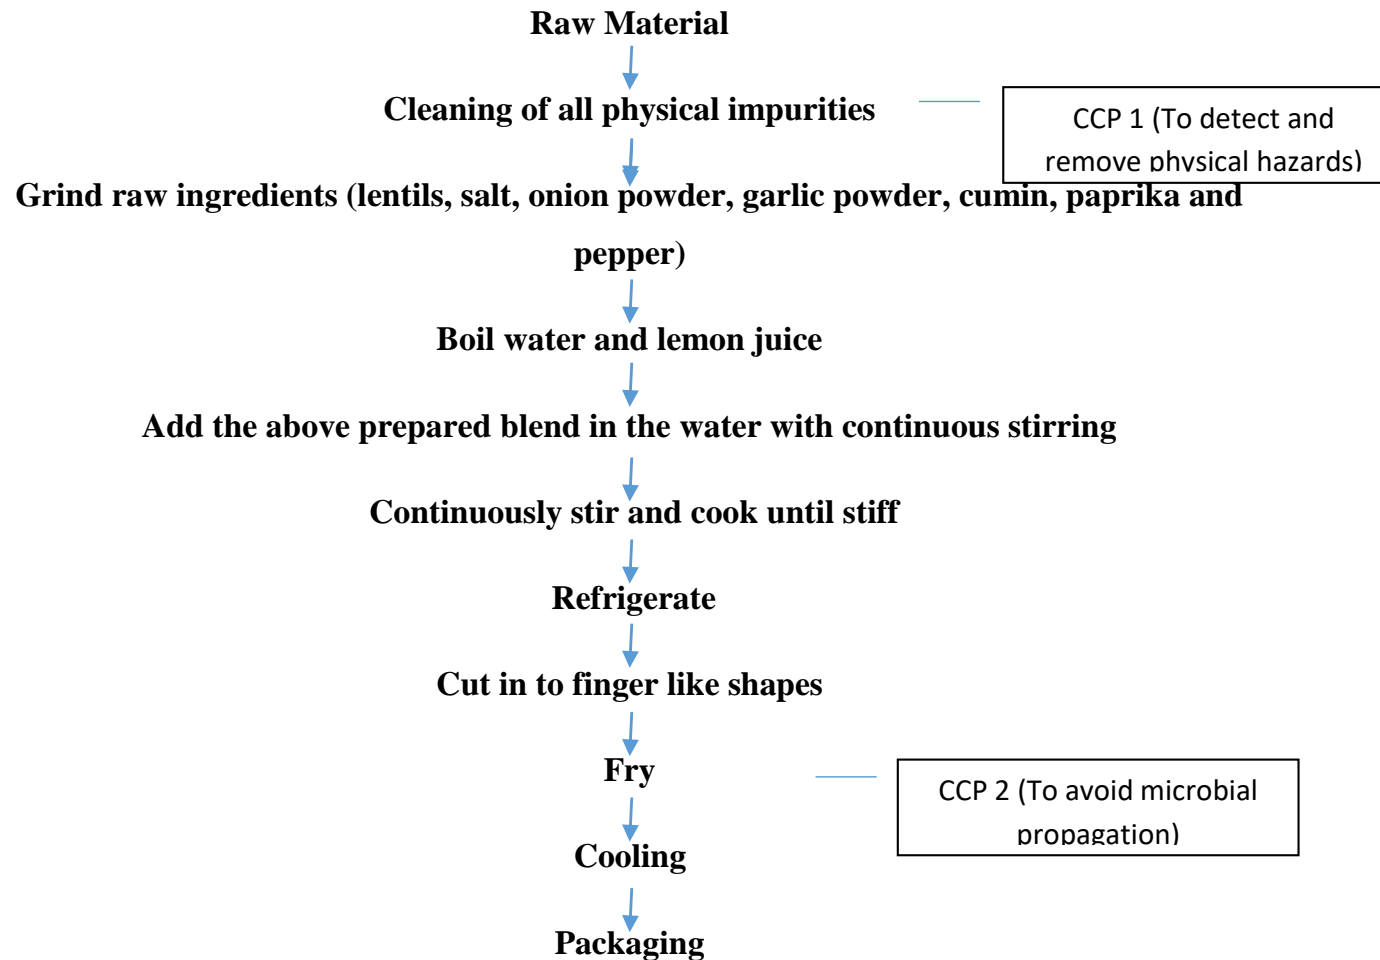 Raw Material
Cleaning of all physical impurities
CCP 1 (To detect and
remove physical hazards)
Grind raw ingredients (lentils, salt, onion powder, garlic powder, cumin, paprika and
pepper)
Boil water and lemon juice
Add the above prepared blend in the water with continuous stirring
Continuously stir and cook until stiff
Refrigerate
Cut in to finger like shapes
Fry
CCP 2 (To avoid microbial
propagation)
Cooling
Packaging